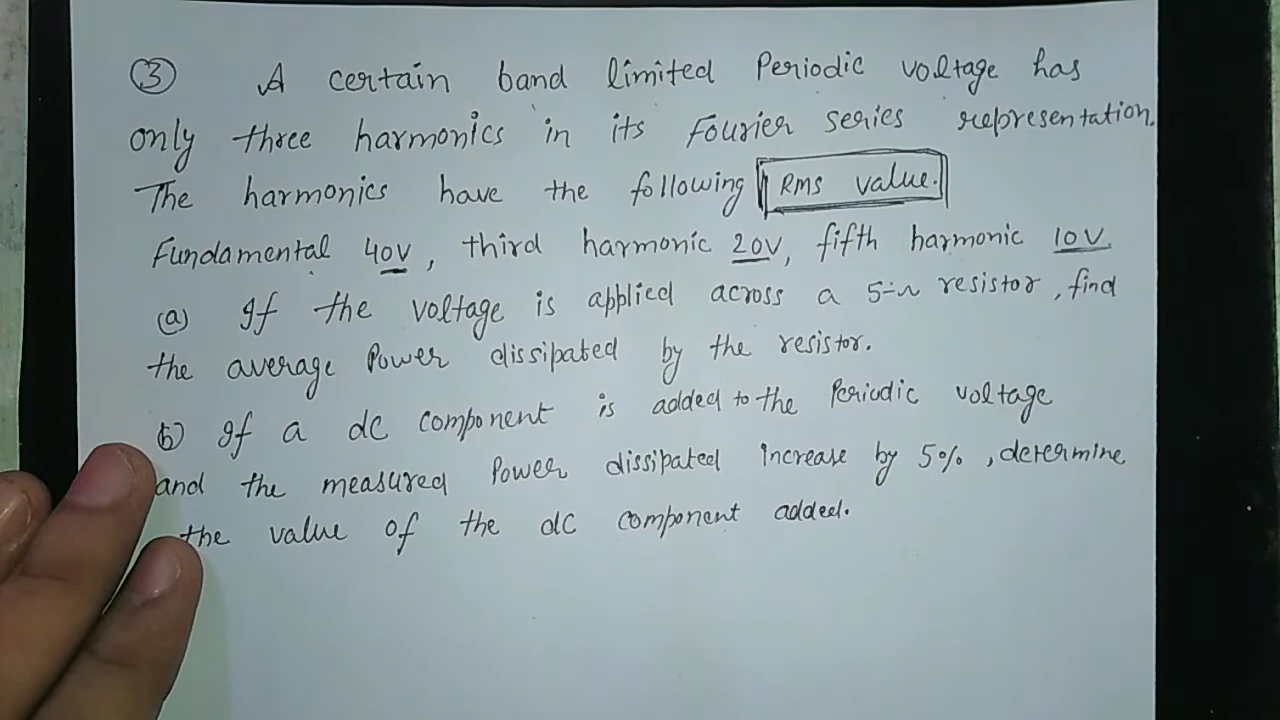 ③ A certain band limited Periodic voltage has
only three harmonics in its Fourier series representation.
The harmonics have the following RMS value.
Fundamental 40V, third harmonic 20V, fifth harmonic 10V.
(a) If the voltage is applied across a 5-Ω resistor, find
the average Power dissipated by the resistor.
(b) If a dc component is added to the Periodic voltage
and the measured Power dissipated increase by 5%, determine
the value of the dc component added.